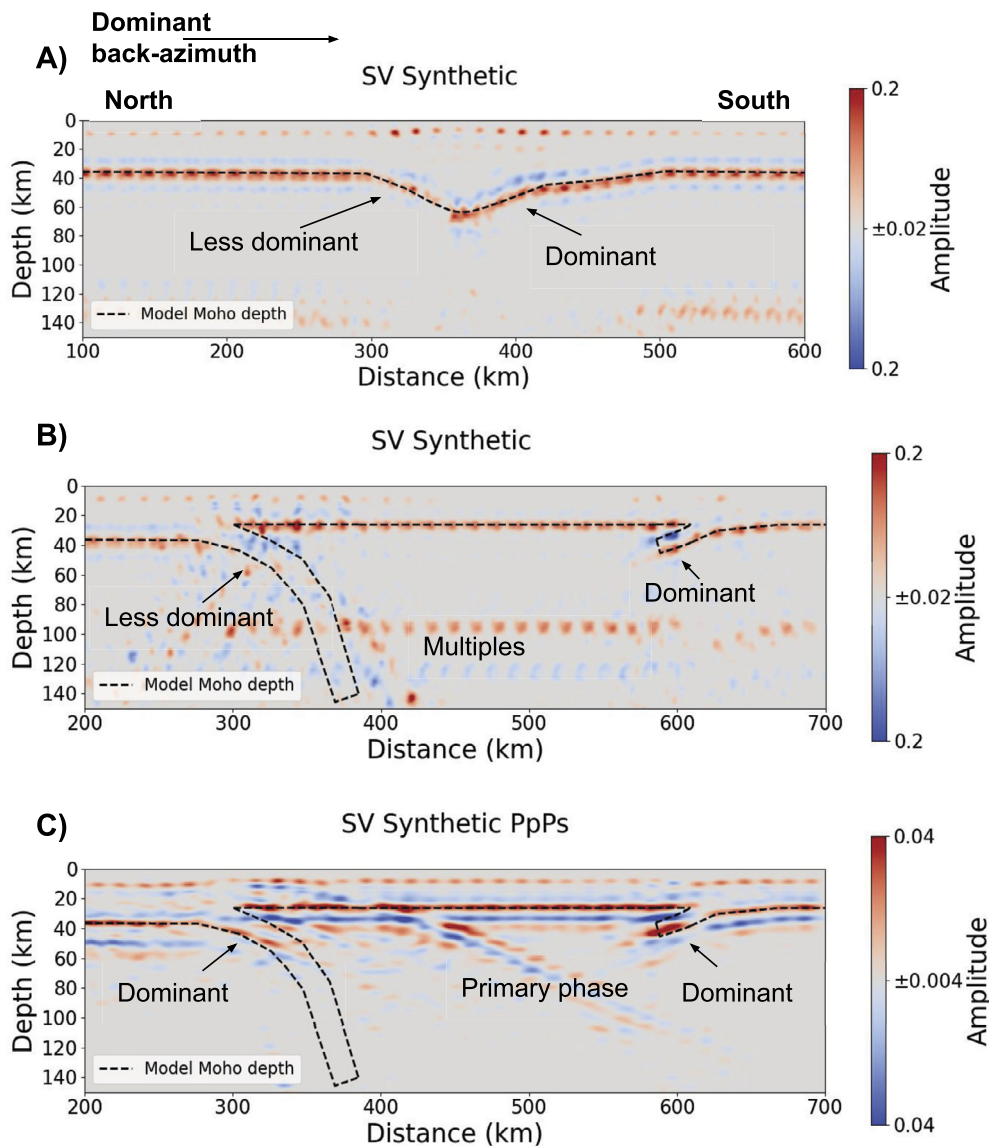 Dominant
back-azimuth
A)
SV Synthetic
North
South
0
20
40
60
80
100
120
140
Depth (km)
Less dominant
Dominant
Model Moho depth
100
200
300
400
500
600
Distance (km)
0.2
±0.02
0.2
Amplitude
B)
SV Synthetic
0
20
40
60
80
100
120
140
Depth (km)
Less dominant
Dominant
Multiples
Model Moho depth
200
300
400
500
600
700
Distance (km)
0.2
±0.02
0.2
Amplitude
C)
SV Synthetic PpPs
0
20
40
60
80
100
120
140
Depth (km)
Dominant
Primary phase
Dominant
Model Moho depth
200
300
400
500
600
700
Distance (km)
0.04
±0.004
0.04
Amplitude